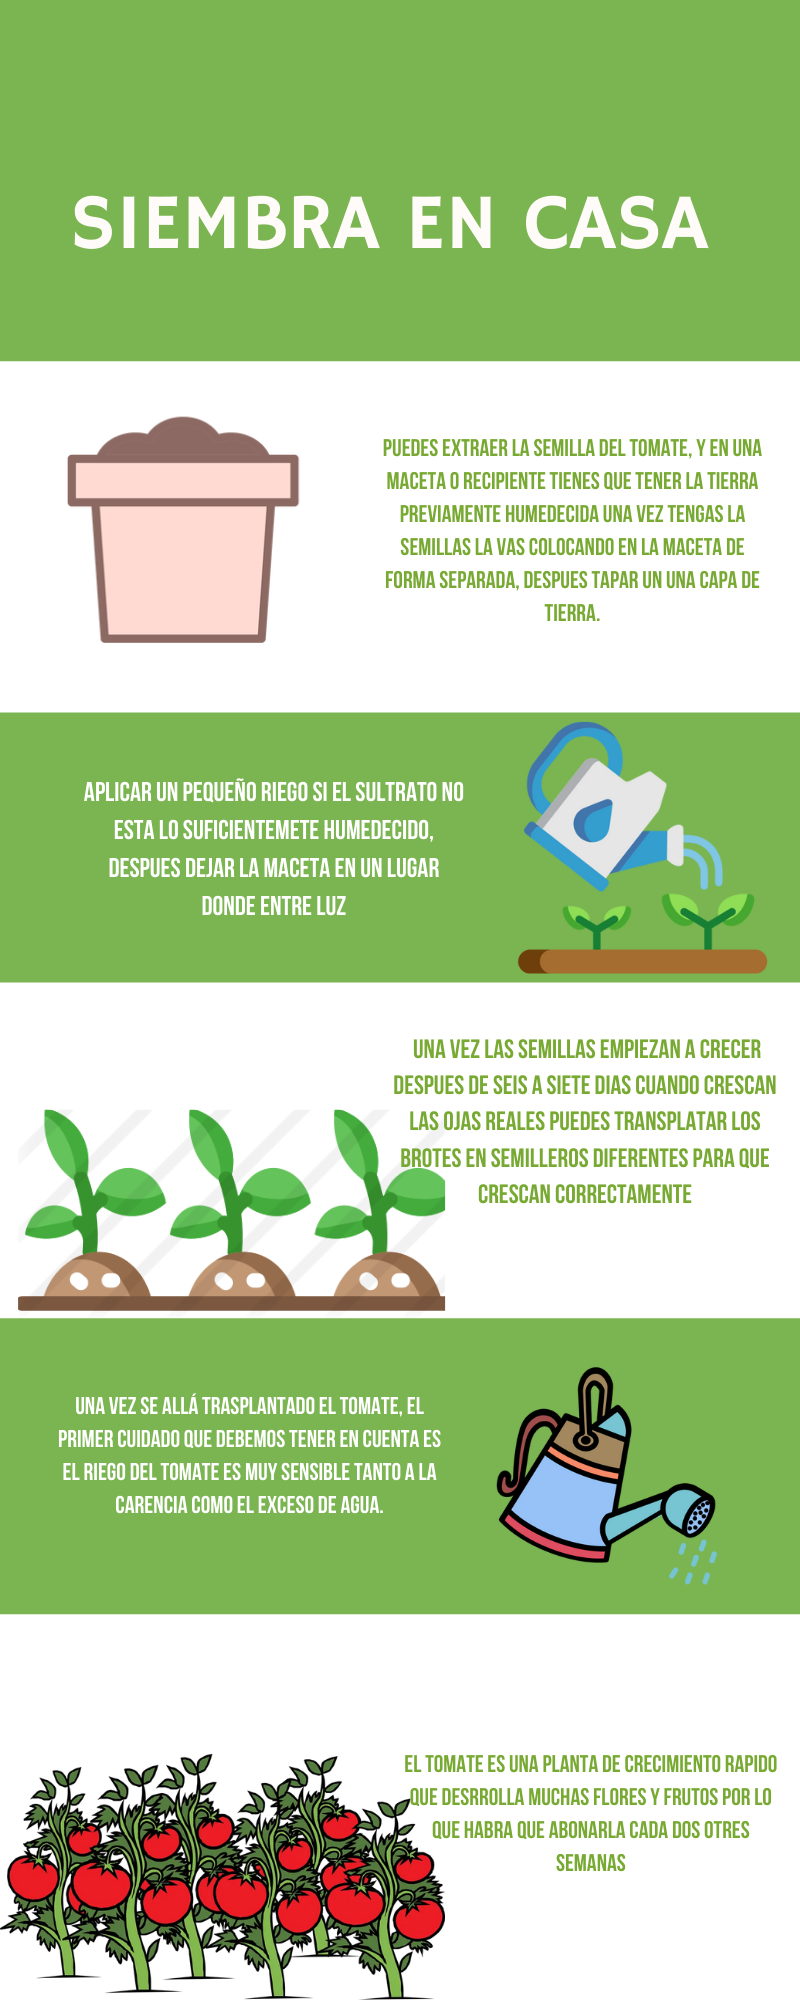 SIEMBRA EN CASA
PUEDES EXTRAER LA SEMILLA DEL TOMATE, Y EN UNA
MACETA O RECIPIENTE TIENES QUE TENER LA TIERRA
PREVIAMENTE HUMEDECIDA UNA VEZ TENGAS LA
SEMILLAS LA VAS COLOCANDO EN LA MACETA DE
FORMA SEPARADA, DESPUES TAPAR UN UNA CAPA DE
TIERRA.
APLICAR UN PEQUEÑO RIEGO SI EL SULTRATO NO
ESTA LO SUFICIENTEMETE HUMEDECIDO,
DESPUES DEJAR LA MACETA EN UN LUGAR
DONDE ENTRE LUZ
UNA VEZ LAS SEMILLAS EMPIEZAN A CRECER
DESPUES DE SEIS A SIETE DIAS CUANDO CRESCAN
LAS OJAS REALES PUEDES TRANSPLATAR LOS
BROTES EN SEMILLEROS DIFERENTES PARA QUE
CRESCAN CORRECTAMENTE
UNA VEZ SE ALLÁ TRASPLANTADO EL TOMATE, EL
PRIMER CUIDADO QUE DEBEMOS TENER EN CUENTA ES
EL RIEGO DEL TOMATE ES MUY SENSIBLE TANTO A LA
CARENCIA COMO EL EXCESO DE AGUA.
EL TOMATE ES UNA PLANTA DE CRECIMIENTO RAPIDO
QUE DESRROLLA MUCHAS FLORES Y FRUTOS POR LO
QUE HABRA QUE ABONARLA CADA DOS OTRES
SEMANAS